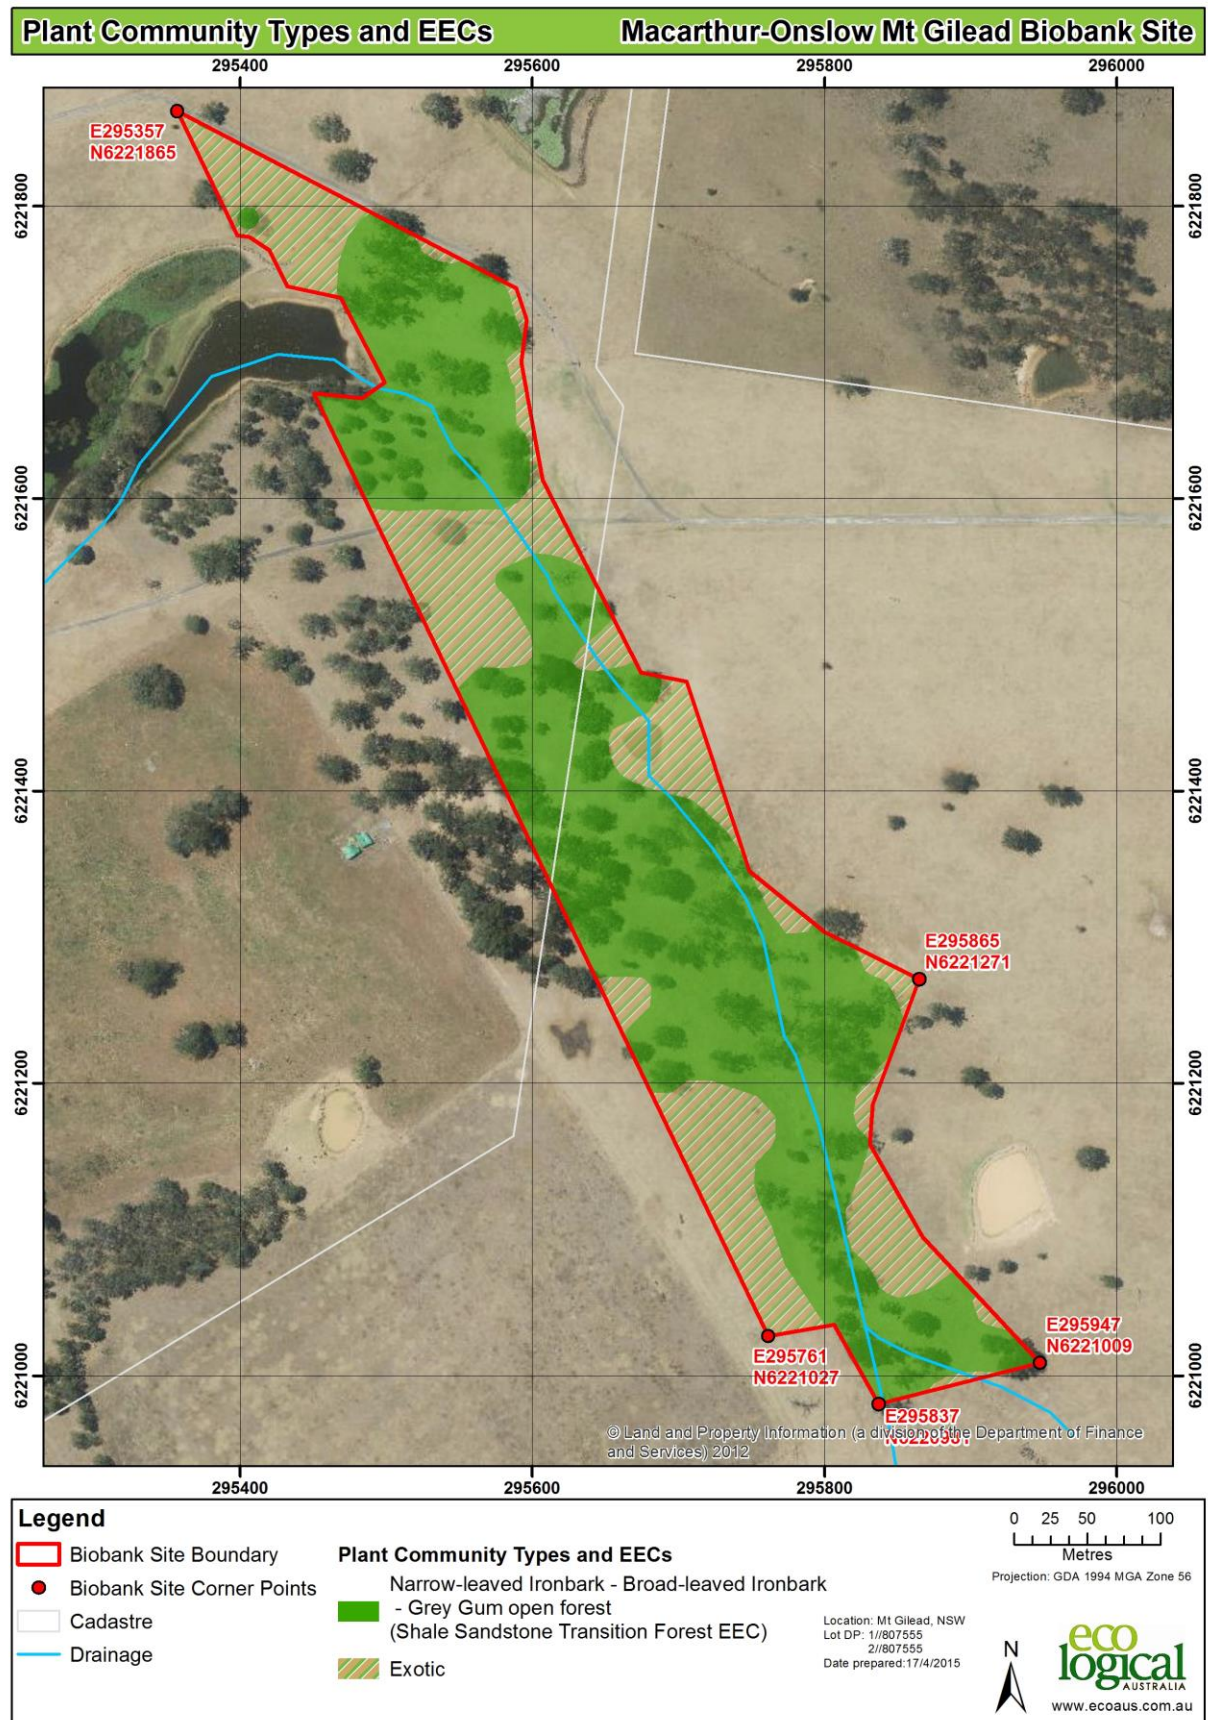 Plant Community Types and EECs
Macarthur-Onslow Mt Gilead Biobank Site
295400 295600 295800 296000
E295357
N6221865
6221800 6221800
6221600 6221600
6221400 6221400
E295865
N6221271
6221200 6221200
E295947
N6221009
E295761
N6221027
6221000 6221000
E295837
© Land and Property Information (a division of the Department of Finance
and Services) 2012
295400 295600 295800 296000
Legend
Biobank Site Boundary
Biobank Site Corner Points
Cadastre
Drainage
Plant Community Types and EECs
Narrow-leaved Ironbark - Broad-leaved Ironbark
- Grey Gum open forest
(Shale Sandstone Transition Forest EEC)
Exotic
0 25 50 100
Metres
Projection: GDA 1994 MGA Zone 56
Location: Mt Gilead, NSW
Lot DP: 1//807555
2//807555
Date prepared:17/4/2015
N
eco
logical
AUSTRALIA
www.ecoaus.com.au